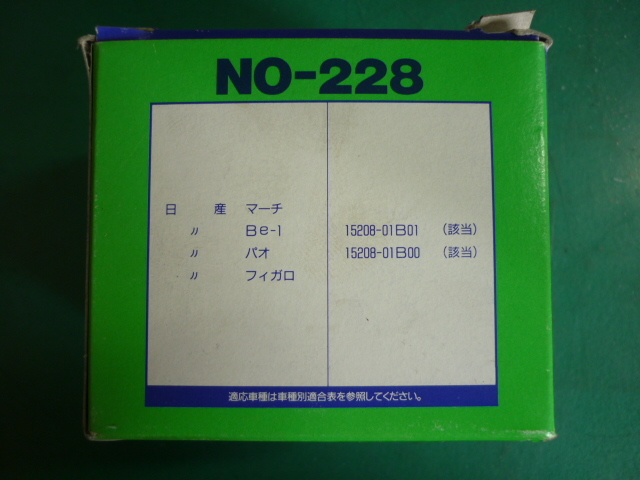 NO-228
日 産 マーチ
〃 Be-1 15208-01B01 (該当)
〃 パオ 15208-01B00 (該当)
〃 フィガロ
適応車種は車種別適合表を参照してください。